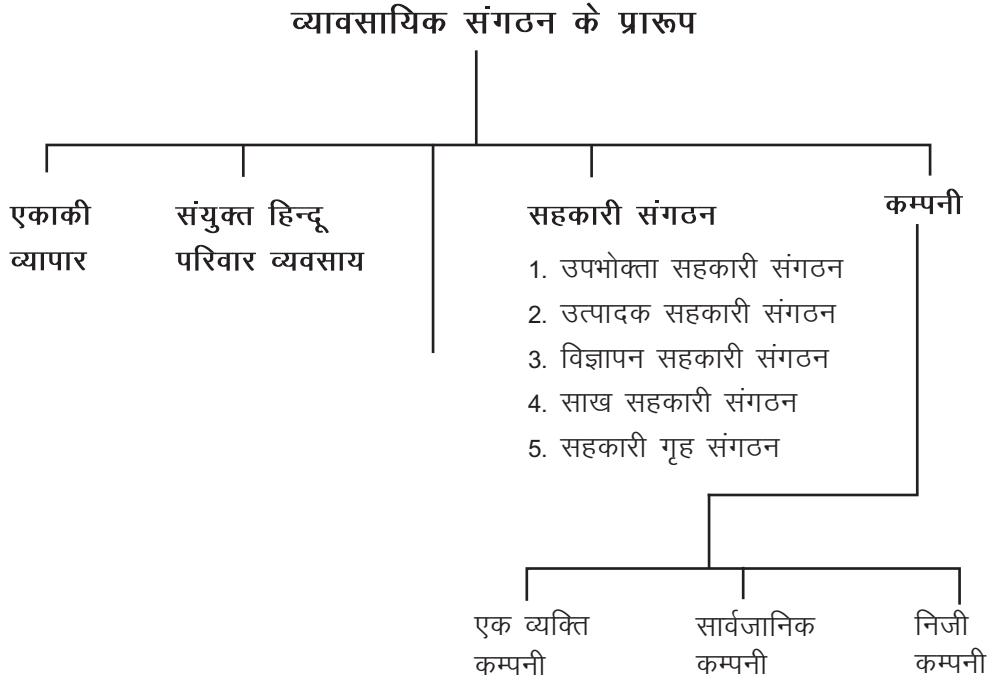 व्यावसायिक संगठन के प्रारूप
एकाकी
व्यापार
संयुक्त हिन्दू
परिवार व्यवसाय
सहकारी संगठन
1. उपभोक्ता सहकारी संगठन
2. उत्पादक सहकारी संगठन
3. विज्ञापन सहकारी संगठन
4. साख सहकारी संगठन
5. सहकारी गृह संगठन
कम्पनी
एक व्यक्ति
कम्पनी
सार्वजानिक
कम्पनी
निजी
कम्पनी